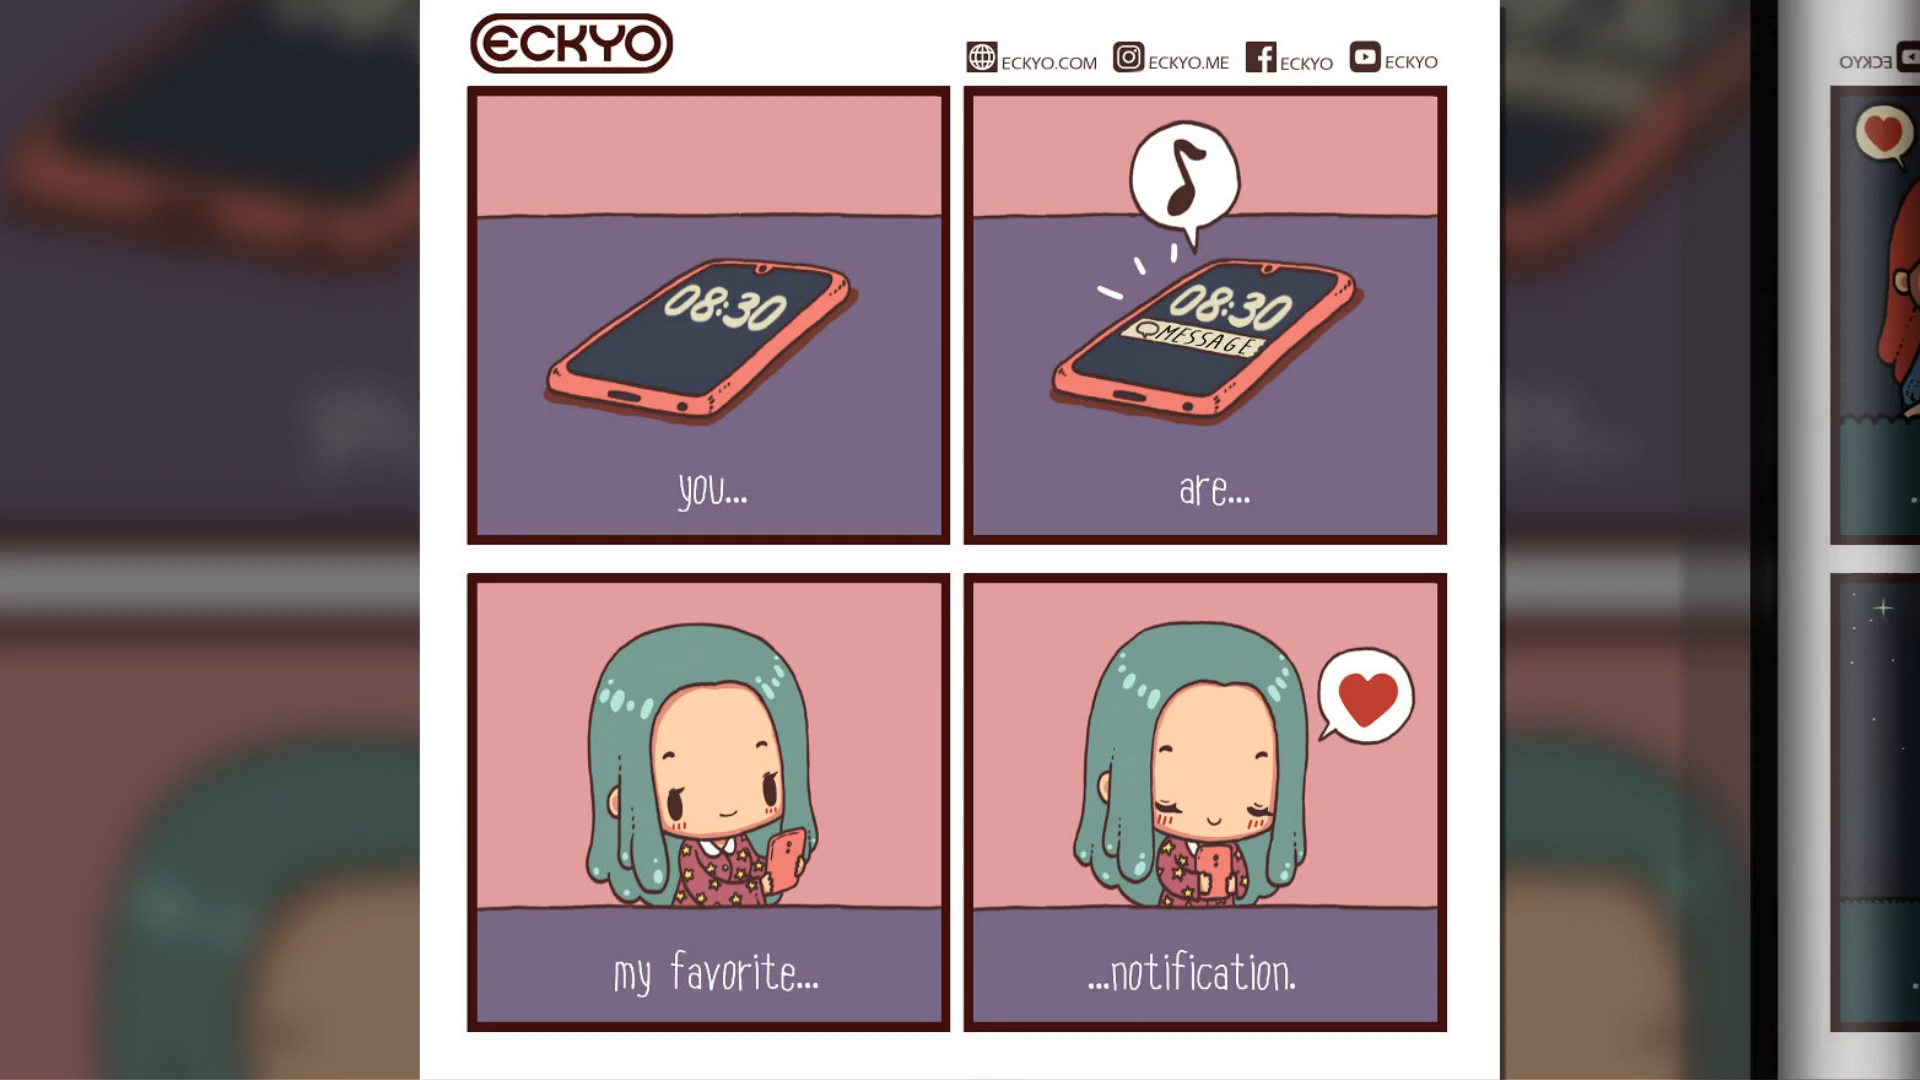 ECKYO
ECKYO.COM ECKYO.ME ECKYO ECKYO
ECKYO
08:30
you...
08:30
MESSAGE
are...
my favorite...
...notification.